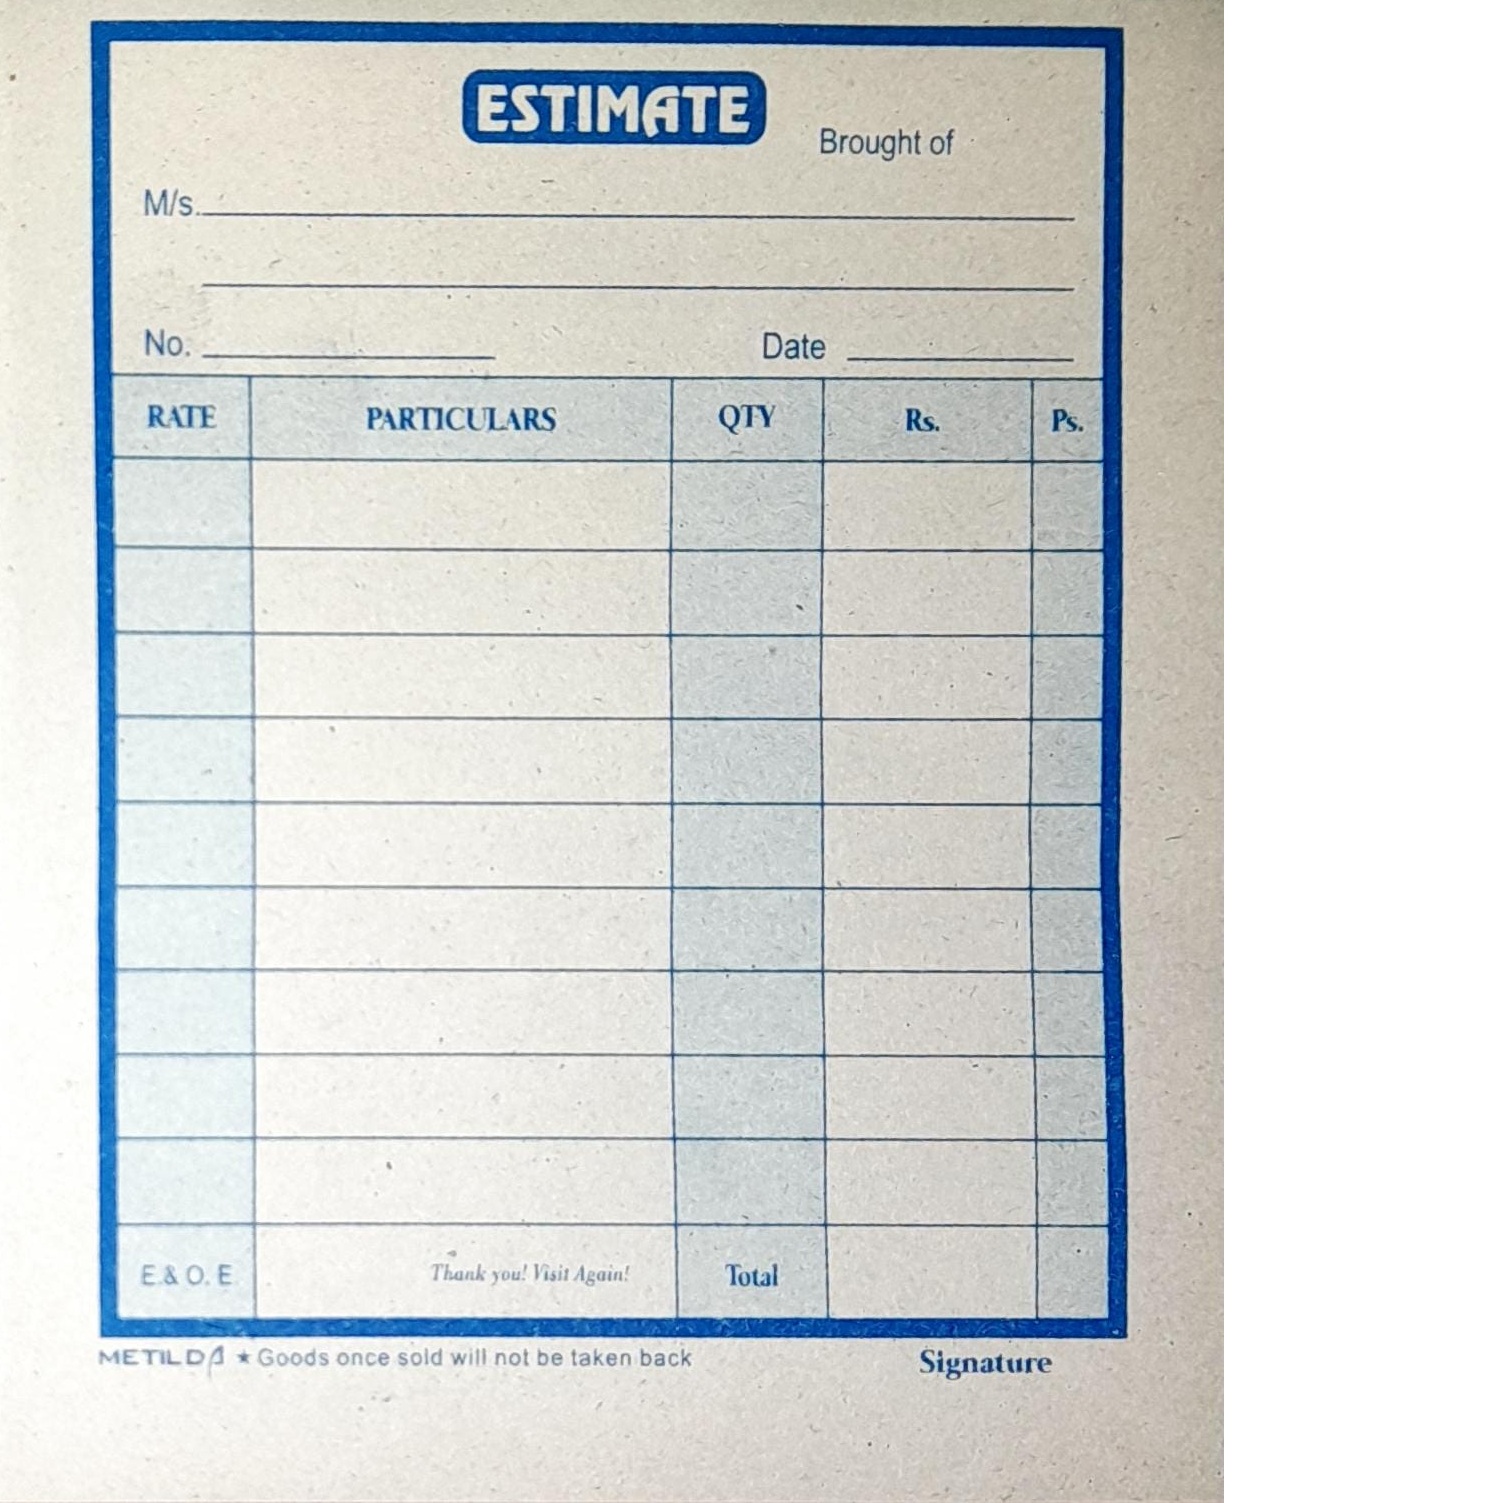 ESTIMATE
Brought of
M/s.
No. Date
RATE PARTICULARS QTY Rs. Ps.
E.& O. E Thank you! Visit Again! Total
METILDA ★ Goods once sold will not be taken back Signature